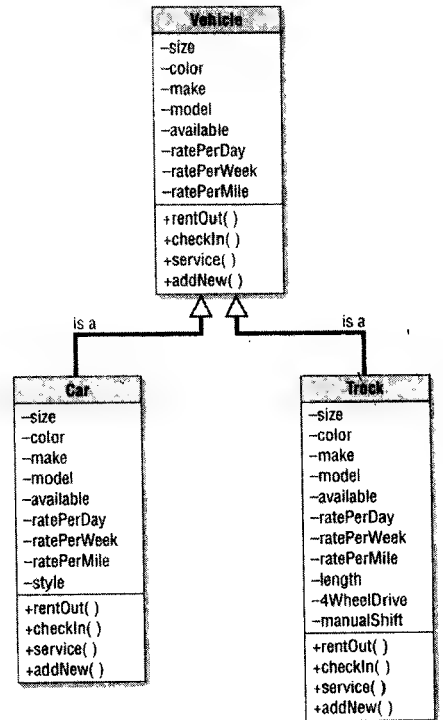 Vehicle
–size
–color
–make
–model
–available
–ratePerDay
–ratePerWeek
–ratePerMile
+rentOut( )
+checkIn( )
+service( )
+addNew( )
is a
is a
Car
–size
–color
–make
–model
–available
–ratePerDay
–ratePerWeek
–ratePerMile
–style
+rentOut( )
+checkIn( )
+service( )
+addNew( )
Truck
–size
–color
–make
–model
–available
–ratePerDay
–ratePerWeek
–ratePerMile
–length
–4WheelDrive
–manualShift
+rentOut( )
+checkIn( )
+service( )
+addNew( )